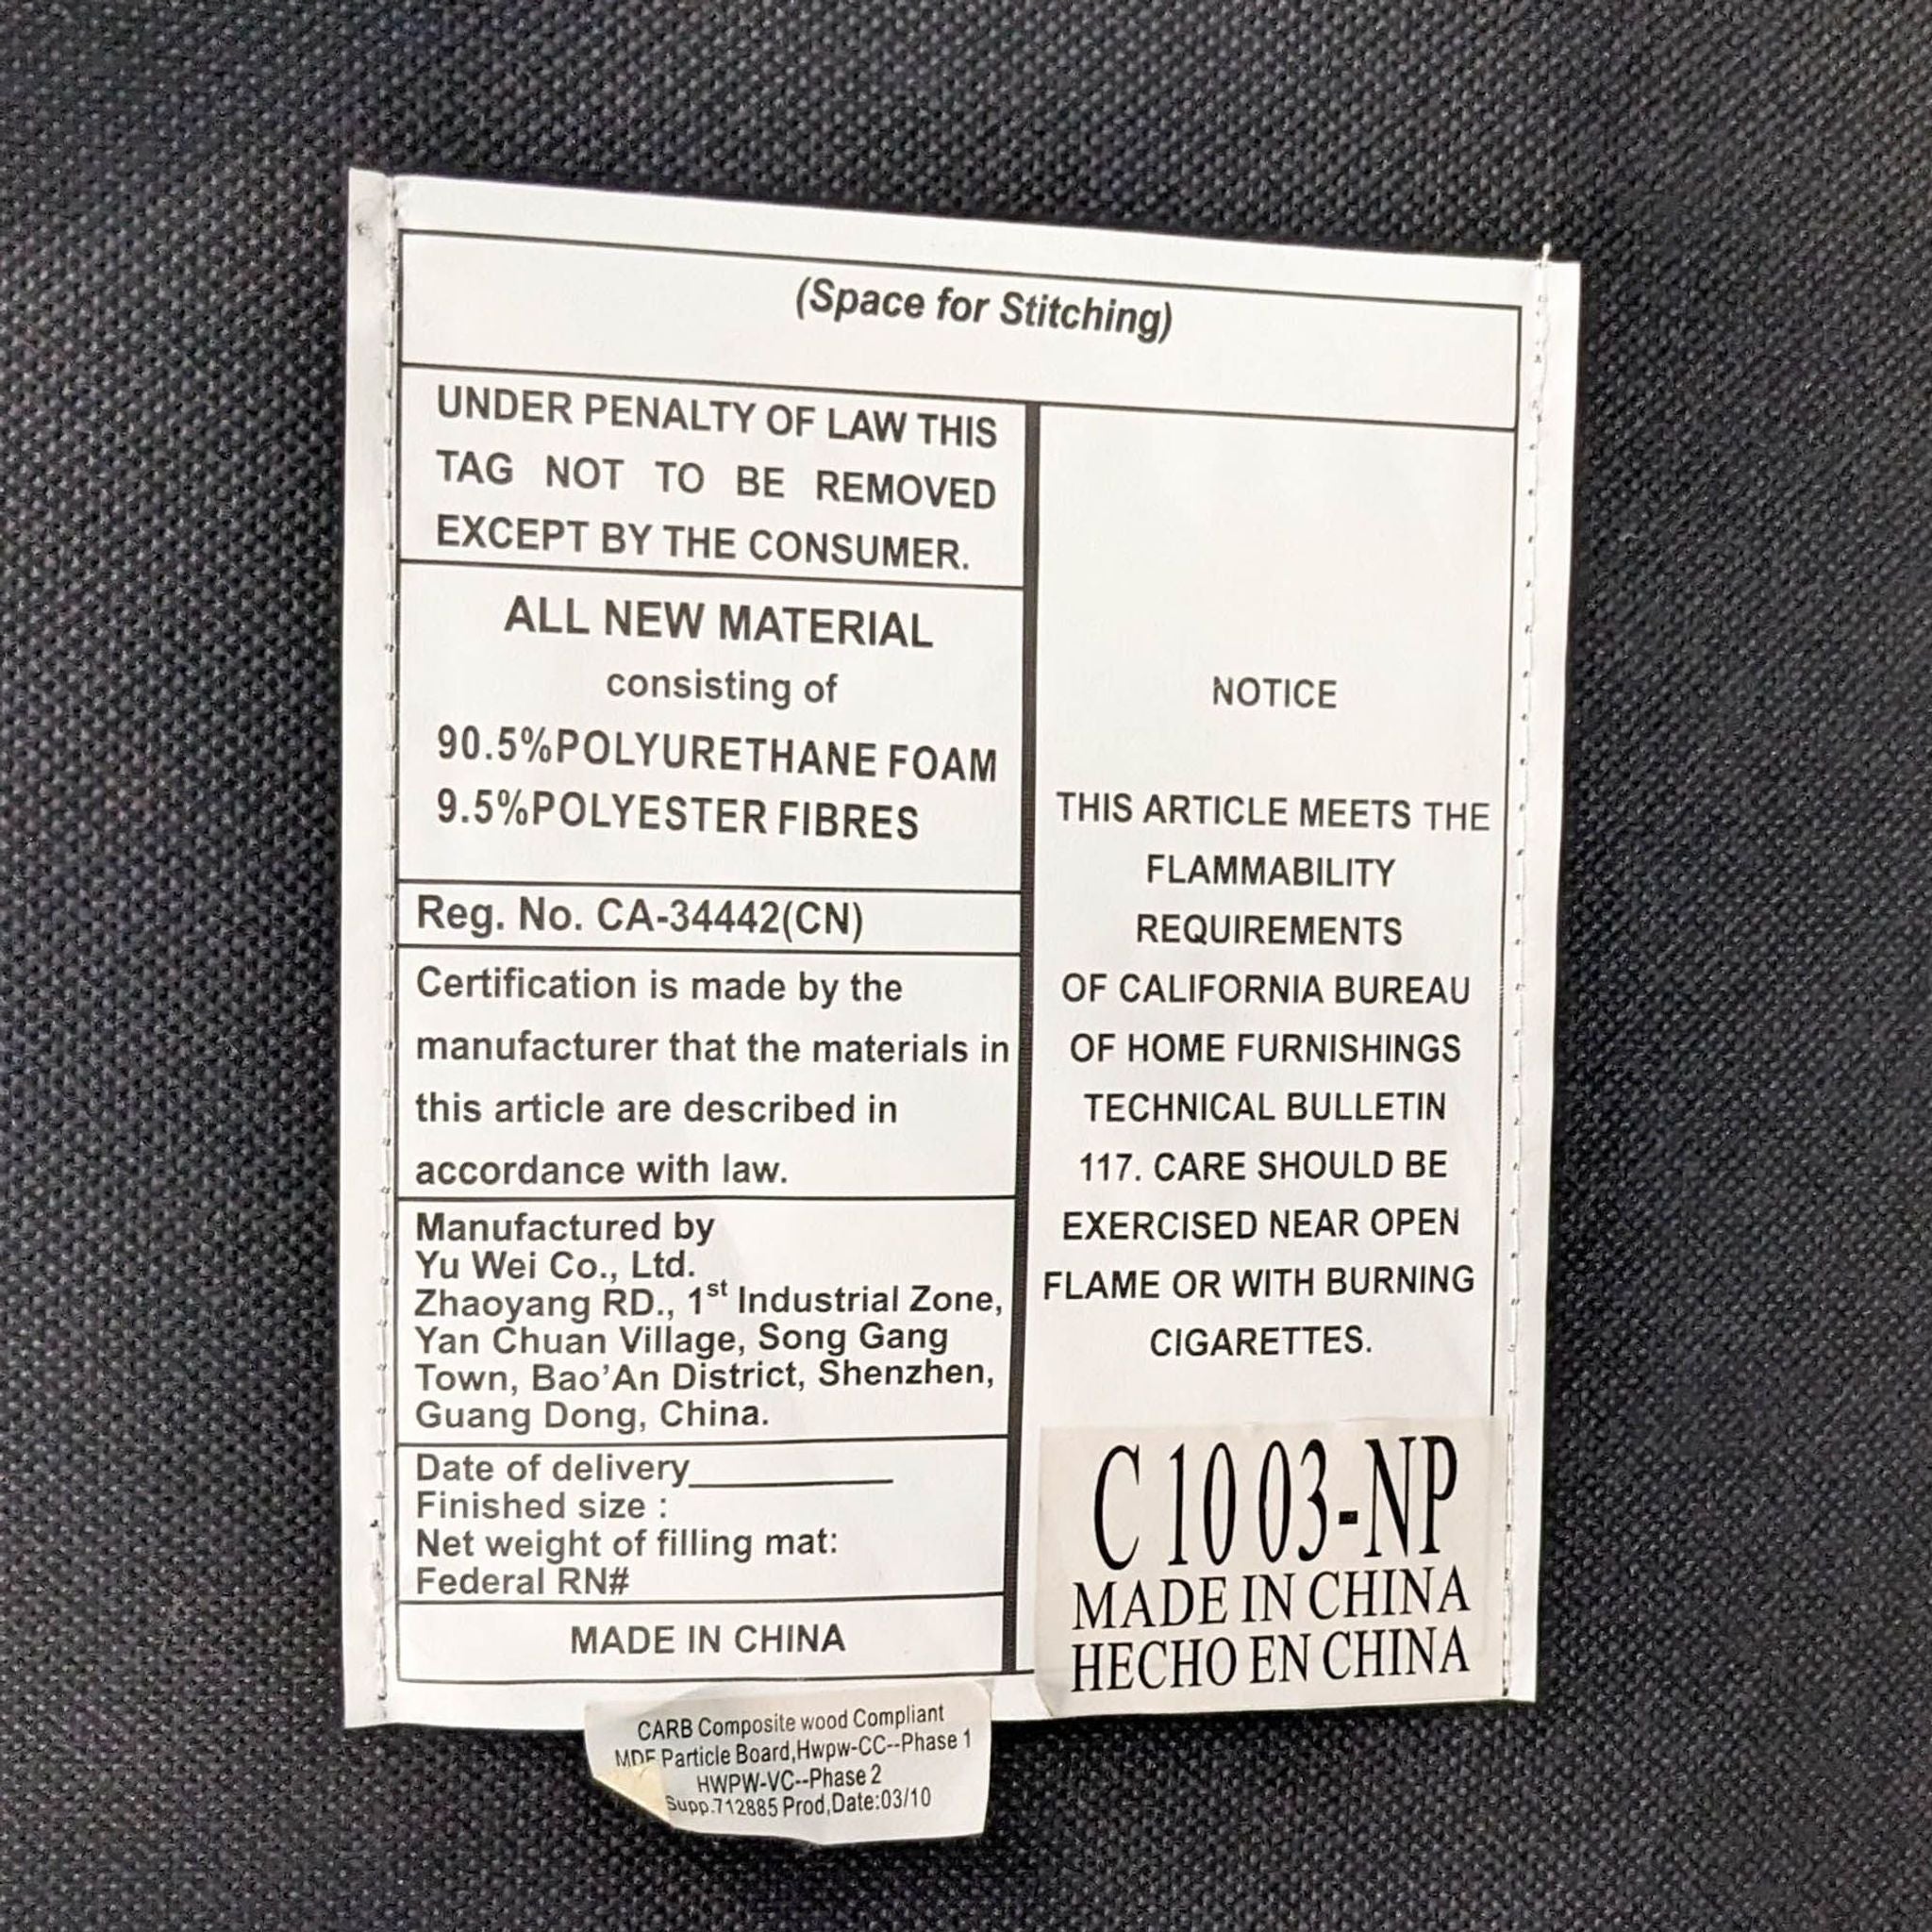 (Space for Stitching)
UNDER PENALTY OF LAW THIS
TAG NOT TO BE REMOVED
EXCEPT BY THE CONSUMER.
ALL NEW MATERIAL
consisting of
90.5%POLYURETHANE FOAM
9.5%POLYESTER FIBRES
Reg. No. CA-34442(CN)
Certification is made by the
manufacturer that the materials in
this article are described in
accordance with law.
Manufactured by
Yu Wei Co., Ltd.
Zhaoyang RD., 1st Industrial Zone,
Yan Chuan Village, Song Gang
Town, Bao'An District, Shenzhen,
Guang Dong, China.
Date of delivery__________
Finished size :
Net weight of filling mat:
Federal RN#
MADE IN CHINA
NOTICE
THIS ARTICLE MEETS THE
FLAMMABILITY
REQUIREMENTS
OF CALIFORNIA BUREAU
OF HOME FURNISHINGS
TECHNICAL BULLETIN
117. CARE SHOULD BE
EXERCISED NEAR OPEN
FLAME OR WITH BURNING
CIGARETTES.
C 10 03-NP
MADE IN CHINA
HECHO EN CHINA
CARB Composite wood Compliant
MDF Particle Board,Hwpw-CC--Phase 1
HWPW-VC--Phase 2
Supp.712885 Prod,Date:03/10